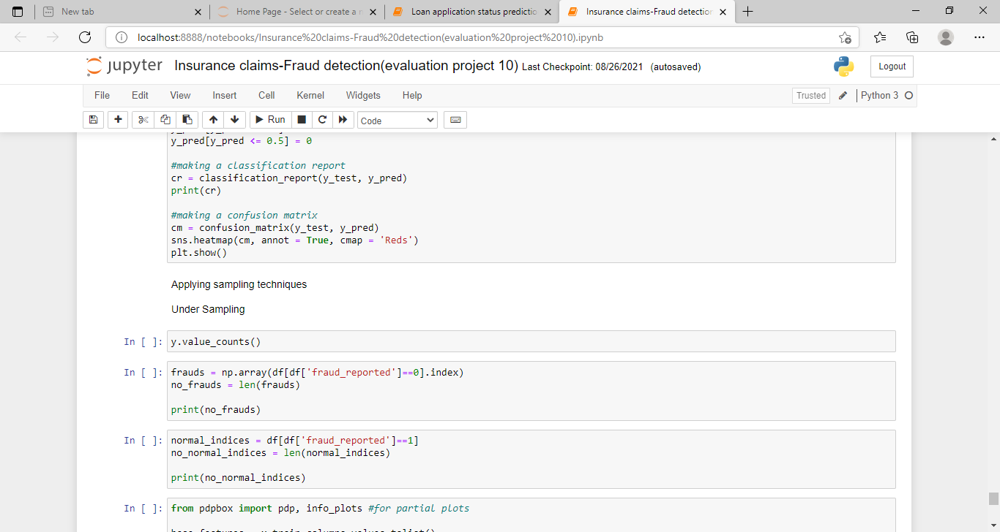 New tab
Home Page - Select or create a n
Loan application status predictio
Insurance claims-Fraud detection
localhost:8888/notebooks/Insurance%20claims-Fraud%20detection(evaluation%20project%2010).ipynb
jupyter Insurance claims-Fraud detection(evaluation project 10) Last Checkpoint: 08/26/2021 (autosaved)
Logout
File Edit View Insert Cell Kernel Widgets Help
Trusted
Python 3
Run
Code
y_pred[y_pred <= 0.5] = 0
#making a classification report
cr = classification_report(y_test, y_pred)
print(cr)
#making a confusion matrix
cm = confusion_matrix(y_test, y_pred)
sns.heatmap(cm, annot = True, cmap = 'Reds')
plt.show()
Applying sampling techniques
Under Sampling
In [ ]: y.value_counts()
In [ ]: frauds = np.array(df[df['fraud_reported']==0].index)
no_frauds = len(frauds)
print(no_frauds)
In [ ]: normal_indices = df[df['fraud_reported']==1]
no_normal_indices = len(normal_indices)
print(no_normal_indices)
In [ ]: from pdpbox import pdp, info_plots #for partial plots